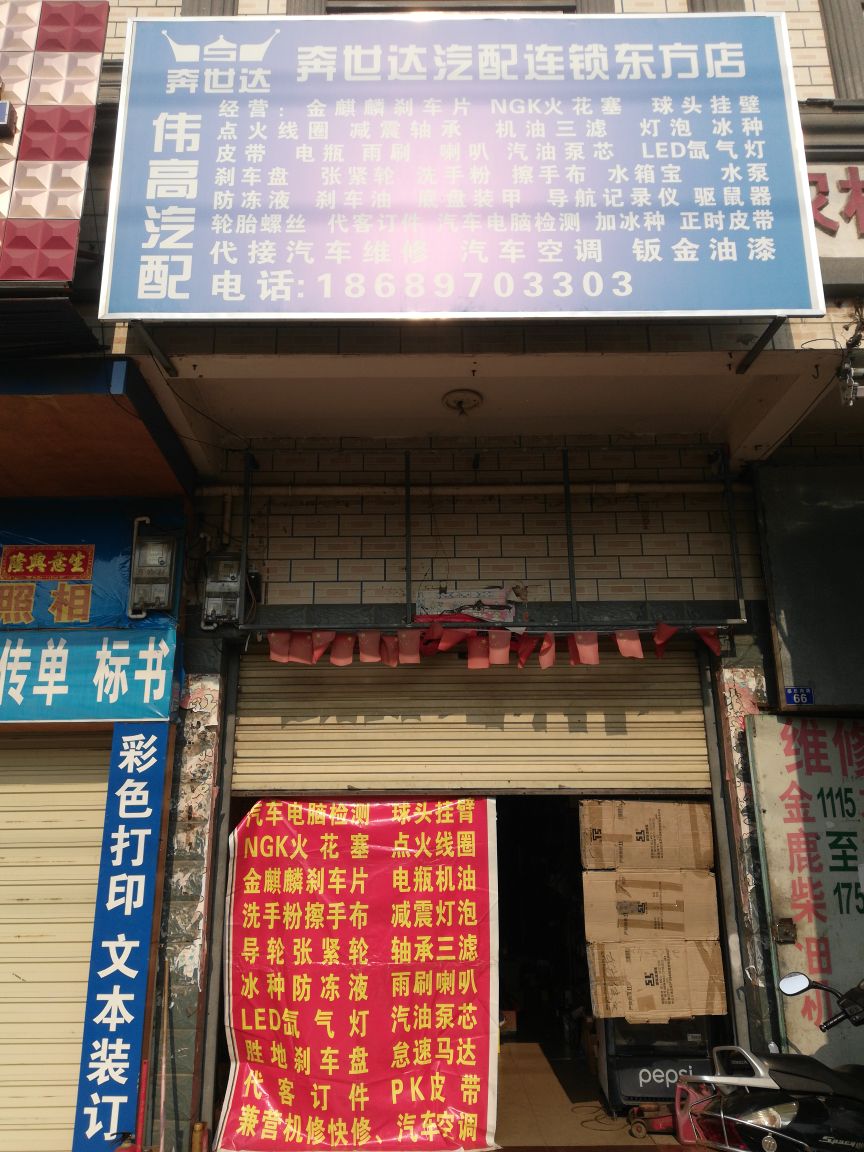 奔世达
奔世达汽配连锁东方店
伟高汽配
经营: 金麒麟刹车片 NGK火花塞 球头挂壁
点火线圈 减震轴承 机油三滤 灯泡 冰种
皮带 电瓶 雨刷 喇叭 汽油泵芯 LED氙气灯
刹车盘 张紧轮 洗手粉 擦手布 水箱宝 水泵
防冻液 刹车油 底盘装甲 导航记录仪 驱鼠器
轮胎螺丝 代客订件 汽车电脑检测 加冰种 正时皮带
代接汽车维修 汽车空调 钣金油漆
电话:18689703303
隆興意生
照相
传单 标书
彩色打印 文本装订
66
汽车电脑检测 球头挂臂
NGK火花塞 点火线圈
金麒麟刹车片 电瓶机油
洗手粉擦手布 减震灯泡
导轮张紧轮 轴承三滤
冰种防冻液 雨刷喇叭
LED氙气灯 汽油泵芯
胜地刹车盘 怠速马达
代客订件 PK皮带
兼营机修快修、汽车空调
pepsi
维修
金鹿柴油机
1115
至
175